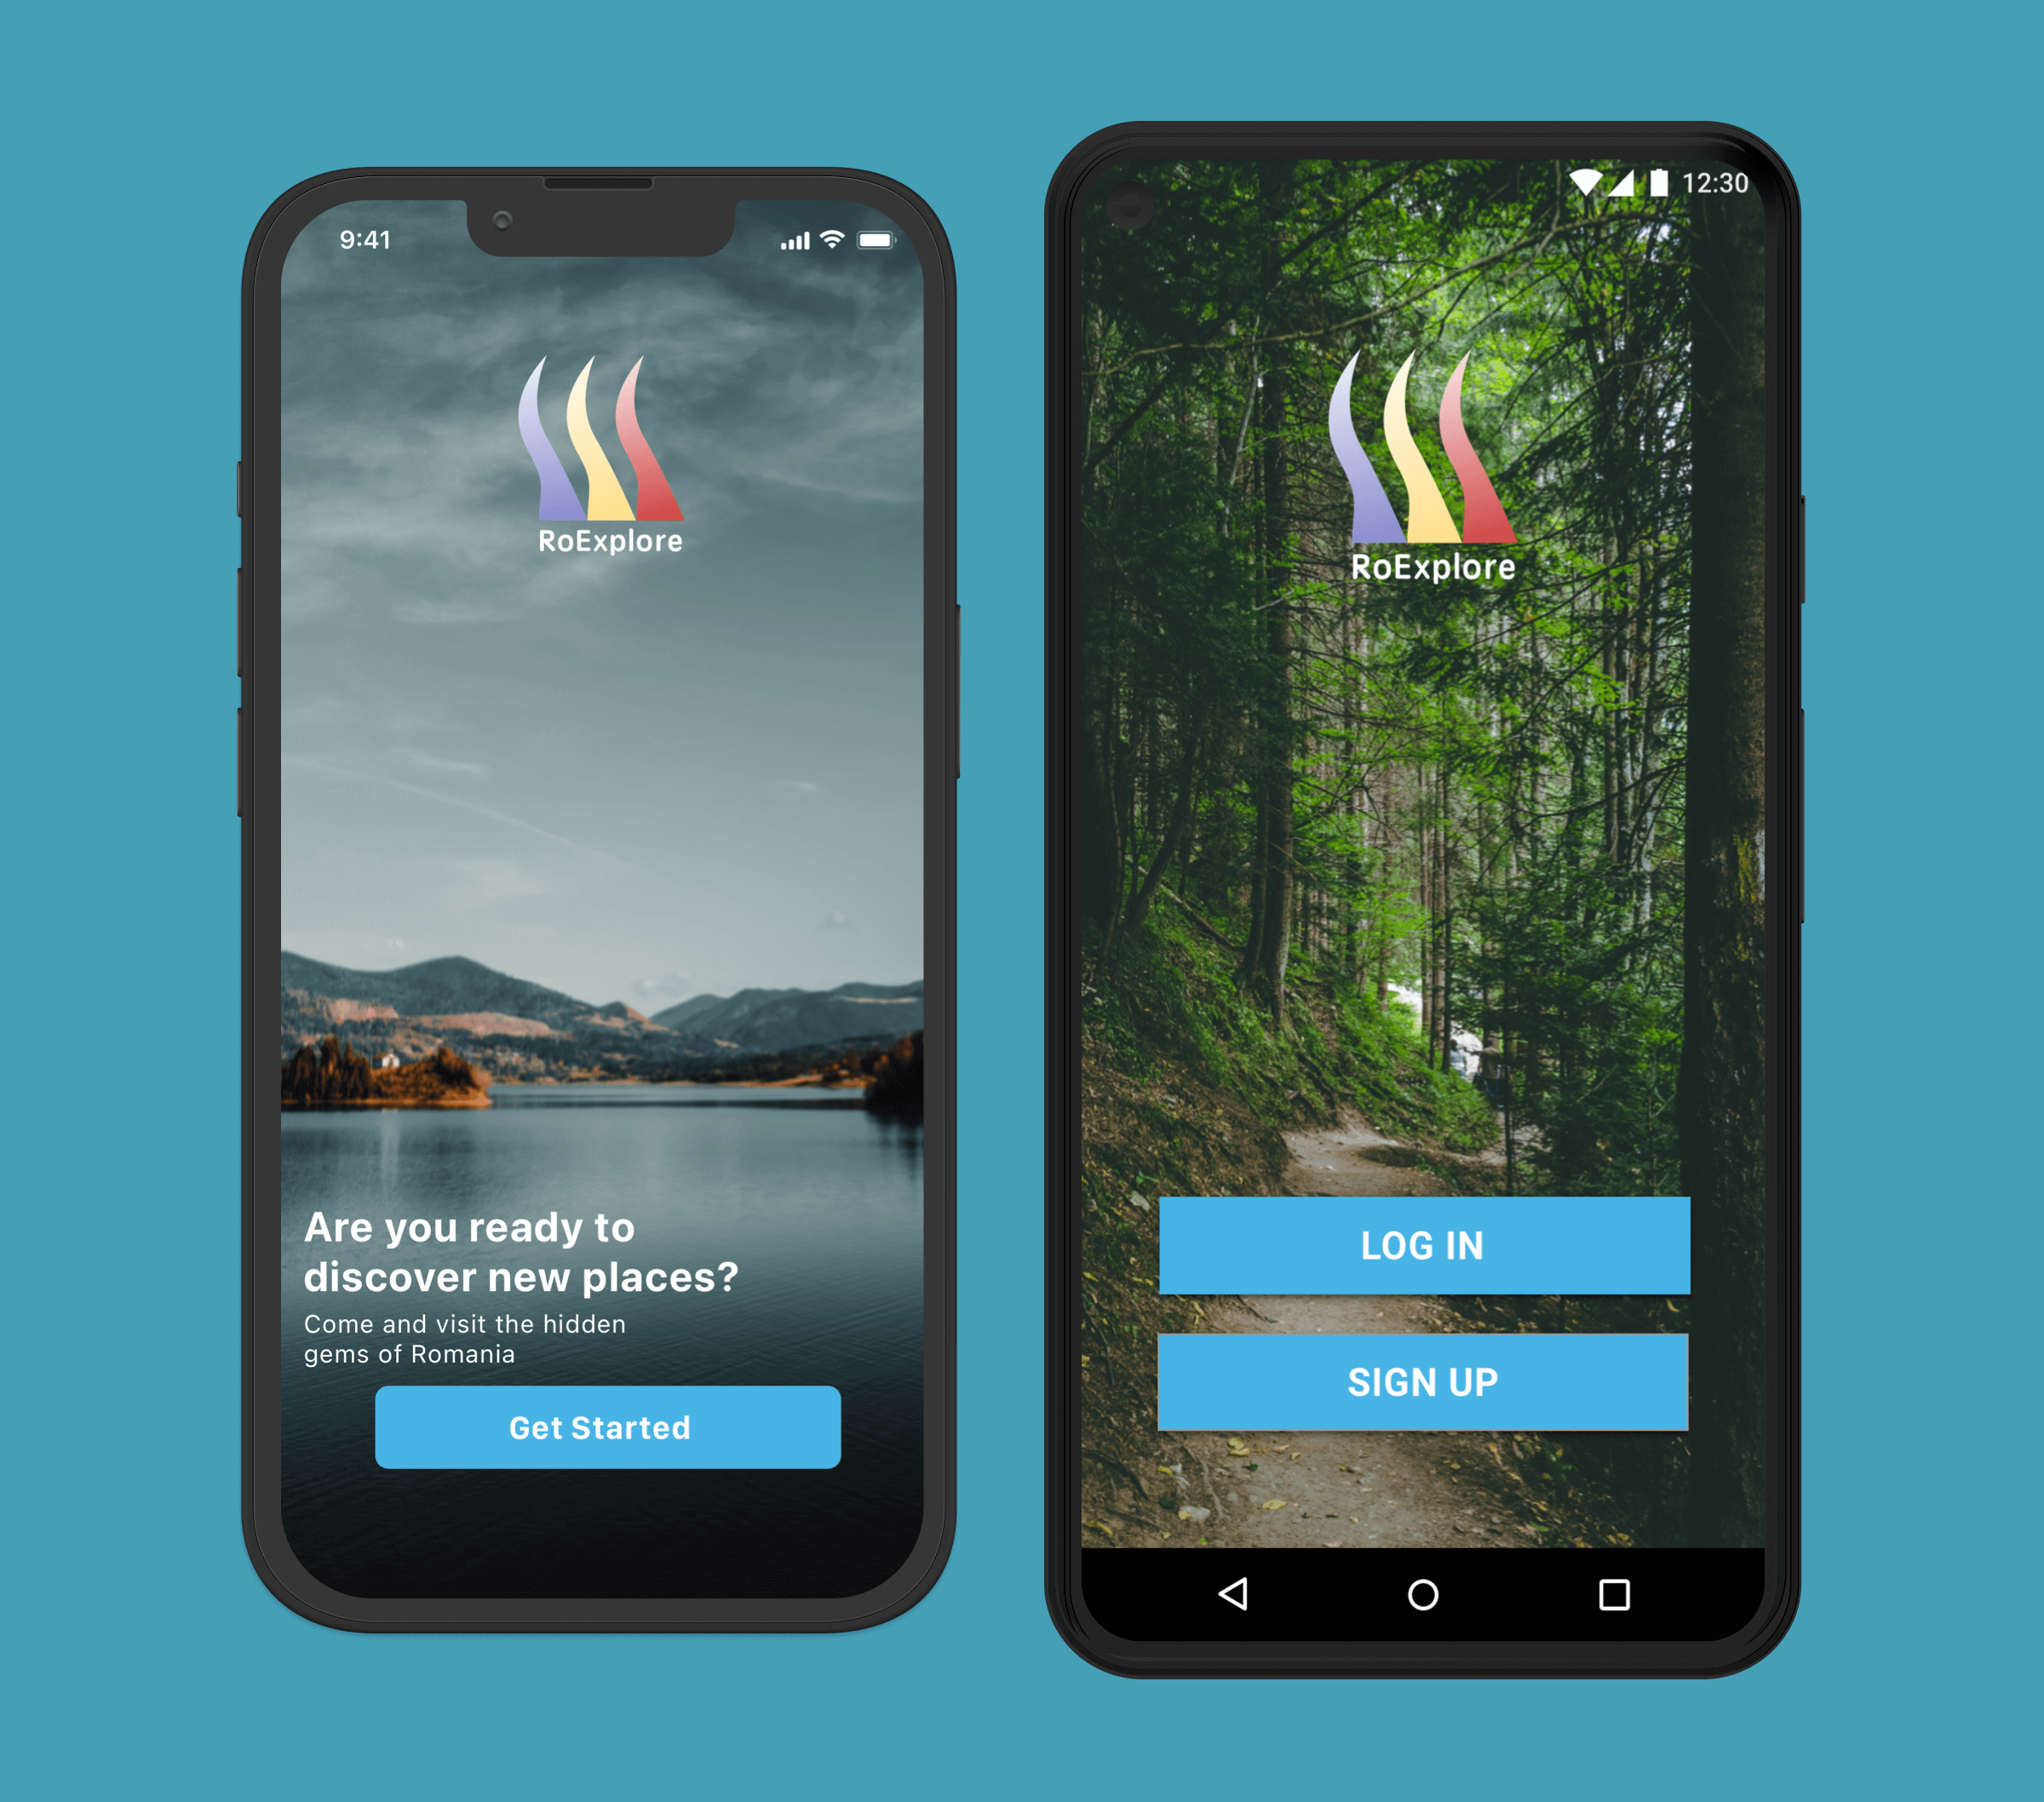 9:41
RoExplore
Are you ready to
discover new places?
Come and visit the hidden
gems of Romania
Get Started
12:30
RoExplore
LOG IN
SIGN UP